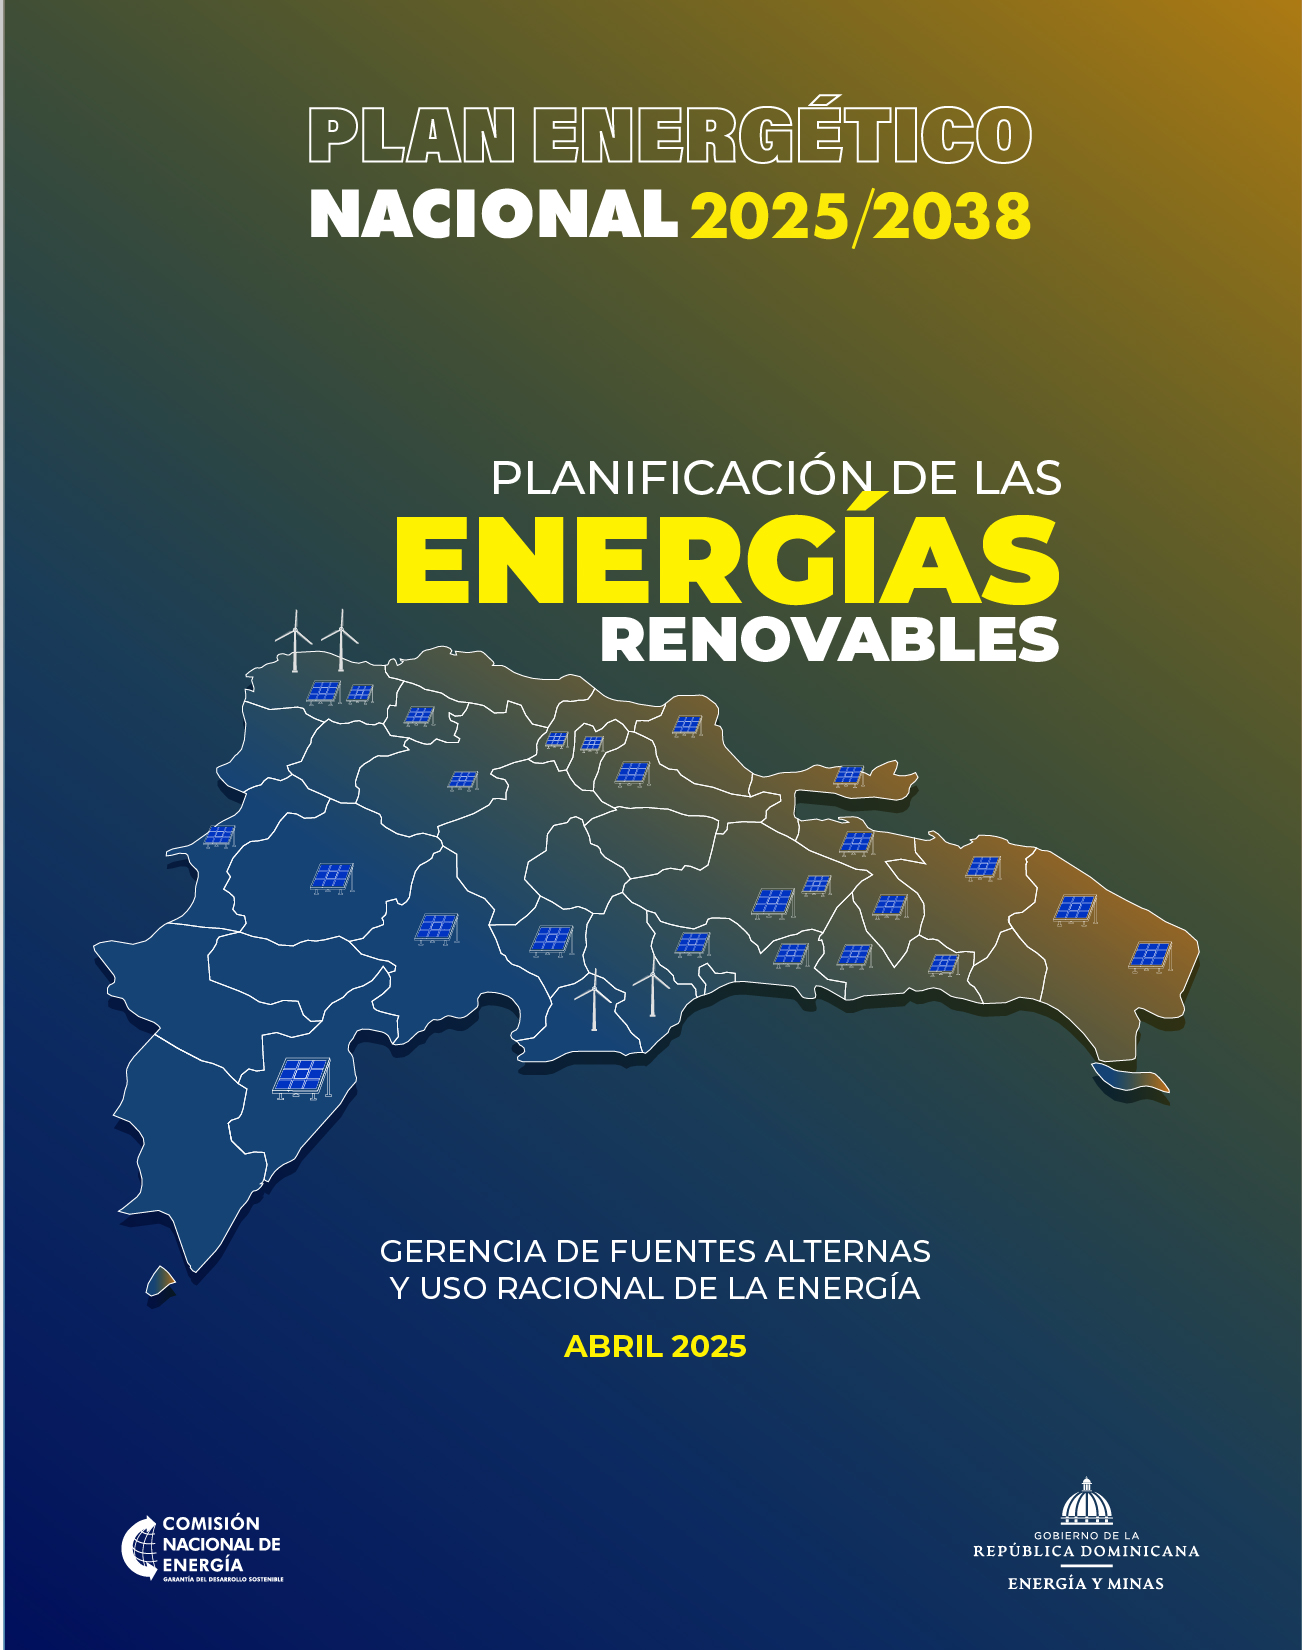 PLAN ENERGÉTICO
NACIONAL 2025/2038
PLANIFICACIÓN DE LAS
ENERGÍAS
RENOVABLES
GERENCIA DE FUENTES ALTERNAS
Y USO RACIONAL DE LA ENERGÍA
ABRIL 2025
COMISIÓN
NACIONAL DE
ENERGÍA
GARANTÍA DEL DESARROLLO SOSTENIBLE
GOBIERNO DE LA
REPÚBLICA DOMINICANA
ENERGÍA Y MINAS